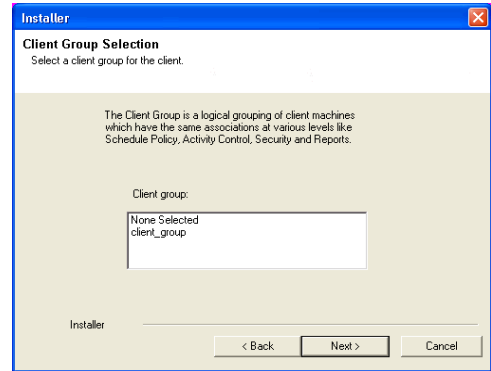 Installer
Client Group Selection
Select a client group for the client.
The Client Group is a logical grouping of client machines
which have the same associations at various levels like
Schedule Policy, Activity Control, Security and Reports.
Client group:
None Selected
client_group
Installer
< Back
Next >
Cancel